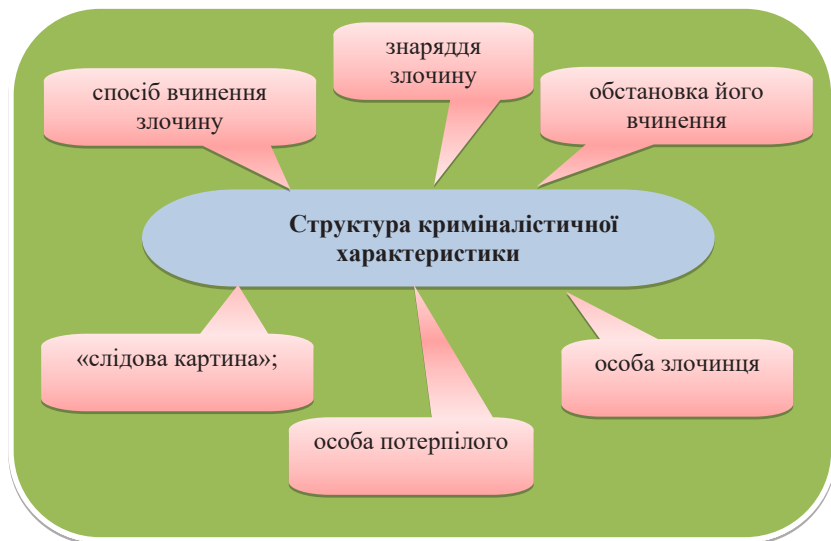 спосіб вчинення
злочину
знаряддя
злочину
обстановка його
вчинення
Структура криміналістичної
характеристики
«слідова картина»;
особа потерпілого
особа злочинця